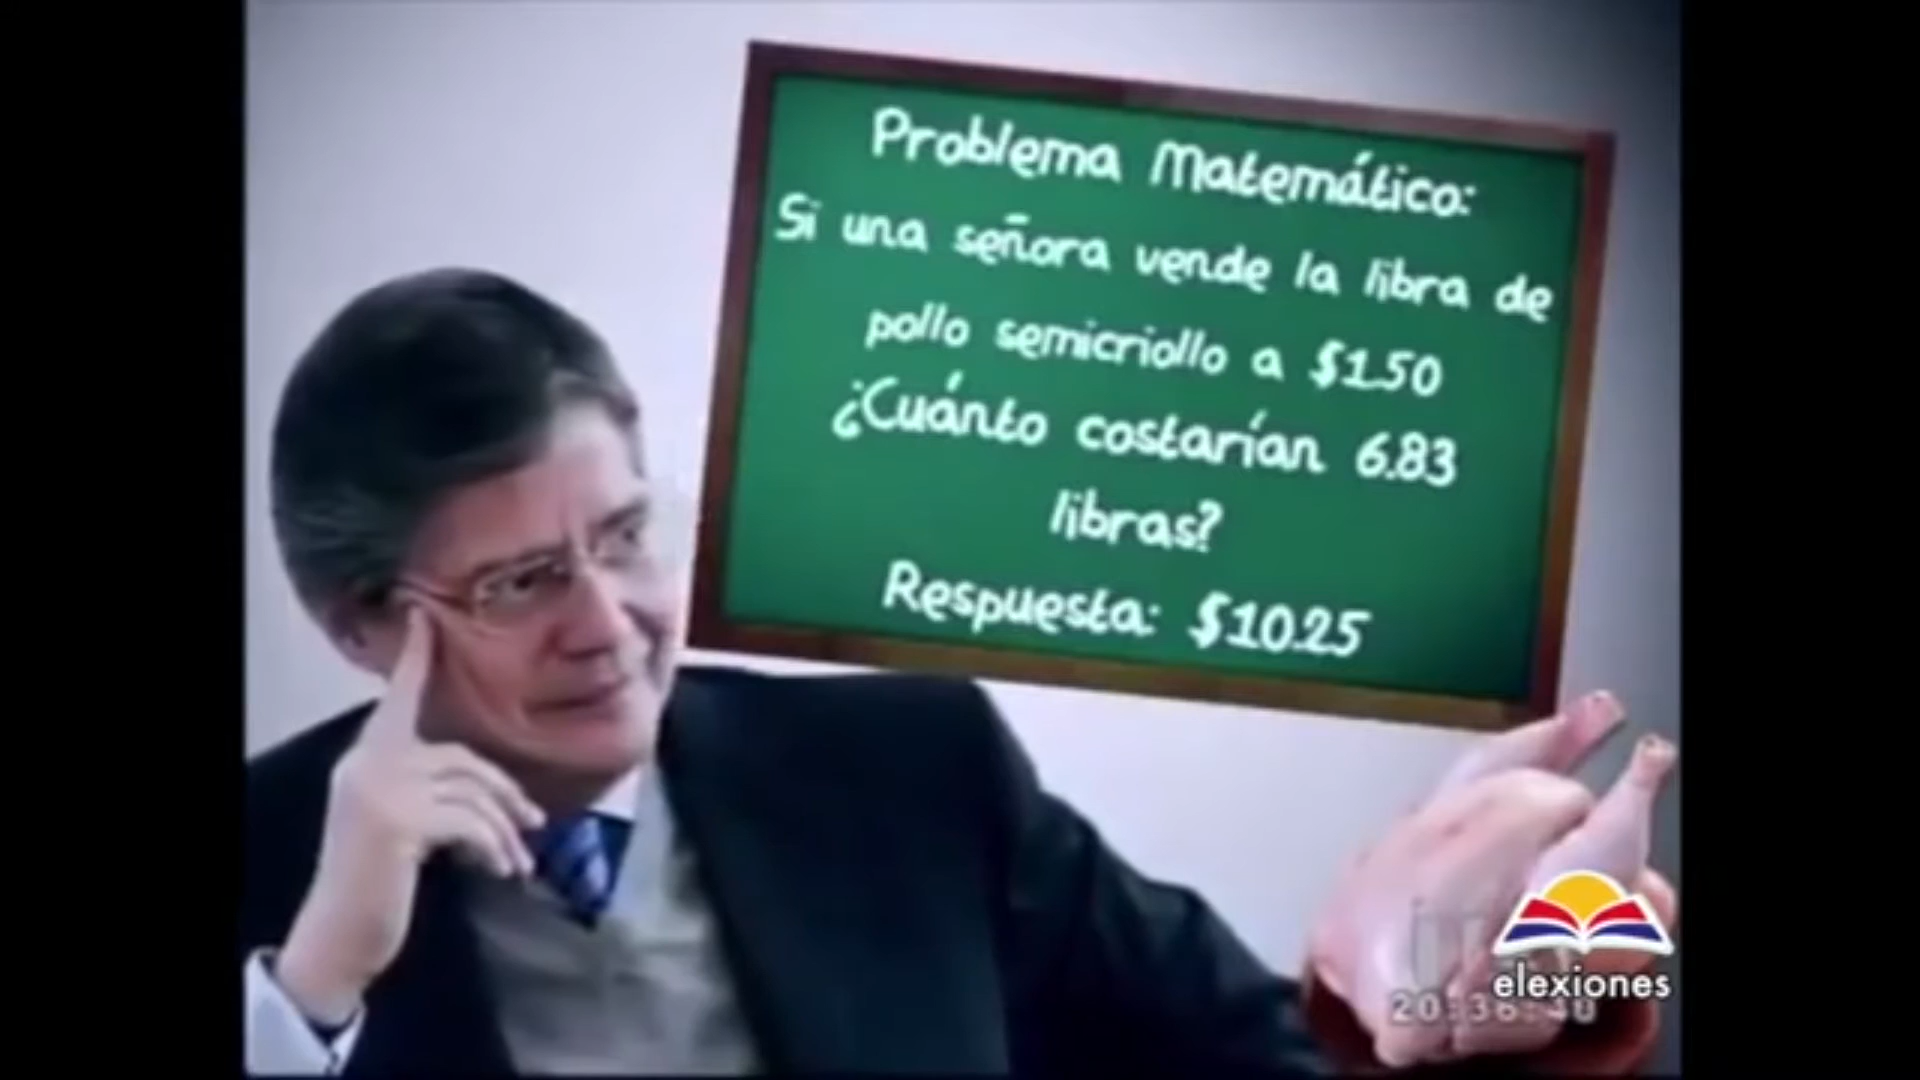 Problema Matemático:
Si una señora vende la libra de
pollo semicriollo a $1.50
¿Cuánto costarían 6.83
libras?
Respuesta: $10.25
elexiones